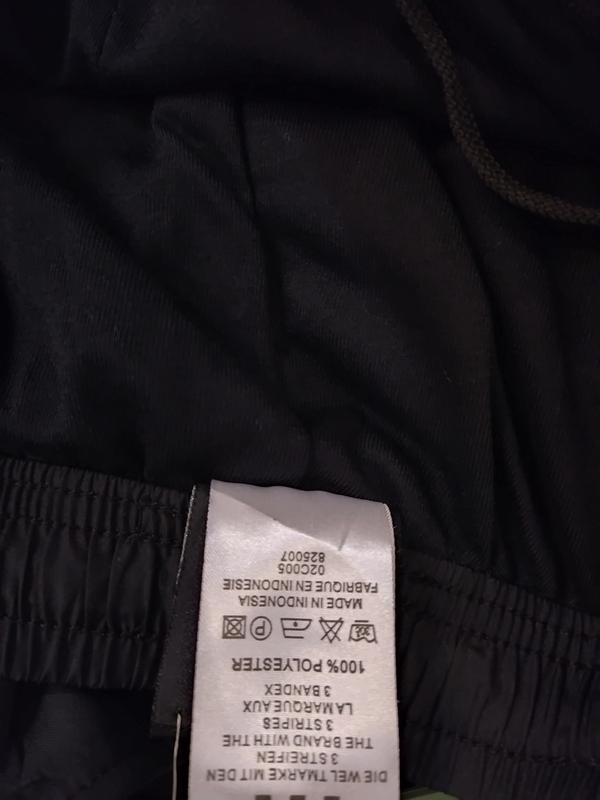 DIE WELTMARKE MIT DEN
3 STREIFEN
THE BRAND WITH THE
3 STRIPES
LA MARQUE AUX
3 BANDEX
100% POLYESTER
P
MADE IN INDONESIA
FABRIQUE EN INDONESIE
02C005
825007